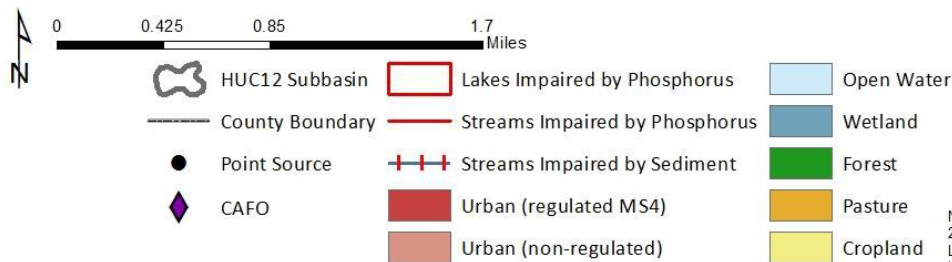 0 0.425 0.85 1.7
Miles
N
HUC12 Subbasin
County Boundary
Point Source
CAFO
Lakes Impaired by Phosphorus
Streams Impaired by Phosphorus
Streams Impaired by Sediment
Urban (regulated MS4)
Urban (non-regulated)
Open Water
Wetland
Forest
Pasture
Cropland